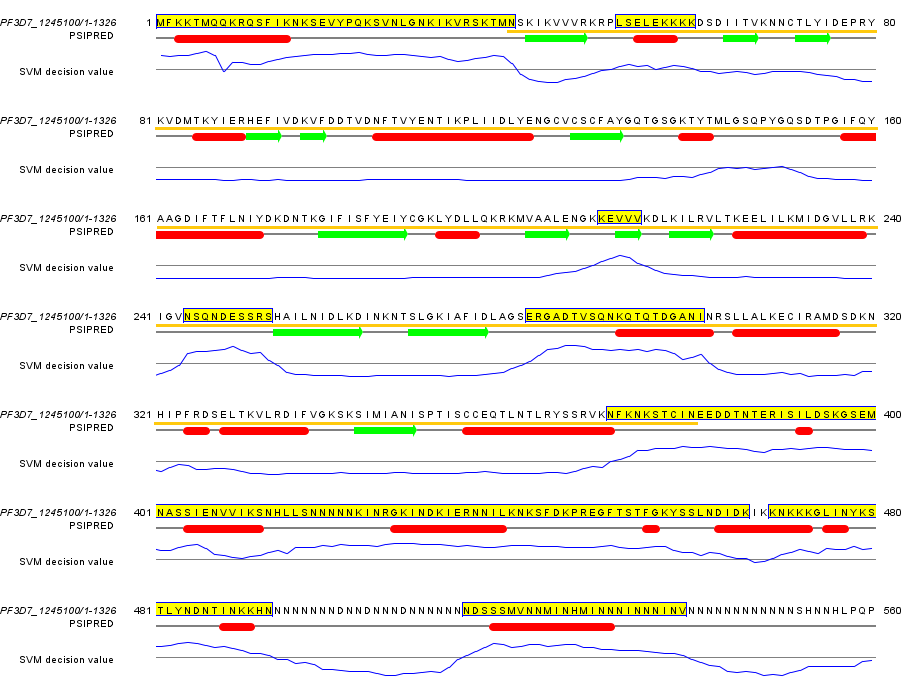 PF3D7_1245100/1-1326 1 MFKKTMQQKRQSFIKNKSEVYPQKSVNLGNKIKVRSKTMNSKIKVVVRKRPLSELEKKKKDSDIITVKNNCTLYIDEPRY 80
PSIPRED
SVM decision value
PF3D7_1245100/1-1326 81 KVDMTKYIERHEFIVDKVFDDTVDNFTVYENTIKPLIIDLYENGCVCSCFAYGQTGSGKTYTMLGSQPYGQSDTPGIFQY 160
PSIPRED
SVM decision value
PF3D7_1245100/1-1326 161 AAGDIFTFLNIYDKDNTKGIFISFYEIYCGKLYDLLQKRKMVAALENGKKEVVVKDLKILRVLTKEELILKMIDGVLLRK 240
PSIPRED
SVM decision value
PF3D7_1245100/1-1326 241 IGVNSQNDESSRSHAILNIDLKDINKNTSLGKIAFIDLAGSERGADTVSQNKQTQTDGANINRSLLALKECIRAMDSDKN 320
PSIPRED
SVM decision value
PF3D7_1245100/1-1326 321 HIPFRDSELTKVLRDIFVGKSKSIMIANISPTISCCEQTLNTLRYSSRVKNFKNKSTCINEEDDTNTERISILDSKGSEM 400
PSIPRED
SVM decision value
PF3D7_1245100/1-1326 401 NASSIENVVIKSNHLLSNNNNKINRGKINDKIERNNILKNKSFSDKPREGFTSTFGKYSSLNDIDKIKKNKKKGLINYKS 480
PSIPRED
SVM decision value
PF3D7_1245100/1-1326 481 TLYNDNTINKKHNNNNNNNNDNNDNNNDNNNNNNNDSSSMVNNMINHMINNNINNNINVNNNNNNNNNNNNSHNNHLPQP 560
PSIPRED
SVM decision value